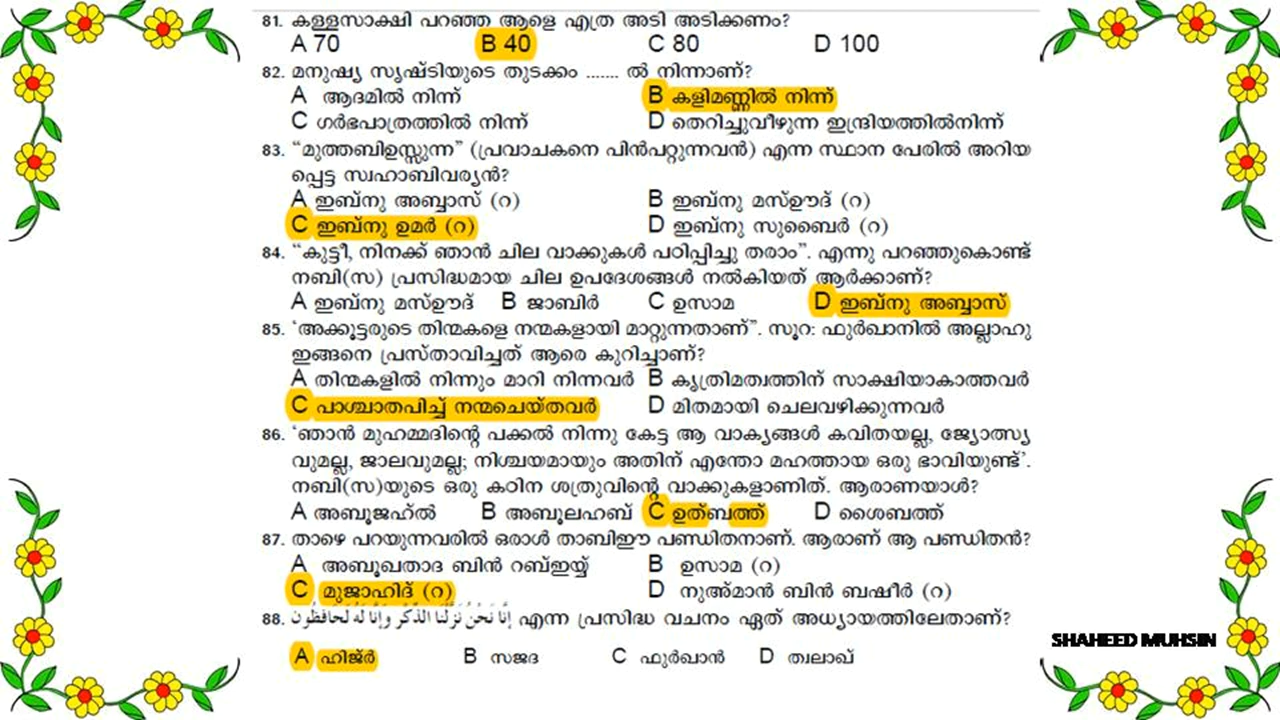 81. കള്ളസാക്ഷി പറഞ്ഞ ആളെ എത്ര അടി അടിക്കണം?
A 70 B 40 C 80 D 100
82. മനുഷ്യ സൃഷ്ടിയുടെ തുടക്കം ....... ൽ നിന്നാണ്?
A ആദമിൽ നിന്ന് B കളിമണ്ണിൽ നിന്ന്
C ഗർഭപാത്രത്തിൽ നിന്ന് D തെറിച്ചുവീഴുന്ന ഇന്ദ്രിയത്തിൽനിന്ന്
83. “മുത്തബിഉസ്സുന്ന” (പ്രവാചകനെ പിൻപറ്റുന്നവൻ) എന്ന സ്ഥാന പേരിൽ അറിയ
പ്പെട്ട സ്വഹാബിവര്യൻ?
A ഇബ്നു അബ്ബാസ് (റ) B ഇബ്നു മസ്ഊദ് (റ)
C ഇബ്നു ഉമർ (റ) D ഇബ്നു സുബൈർ (റ)
84. “കുട്ടീ, നിനക്ക് ഞാൻ ചില വാക്കുകൾ പഠിപ്പിച്ചു തരാം”. എന്നു പറഞ്ഞുകൊണ്ട്
നബി(സ) പ്രസിദ്ധമായ ചില ഉപദേശങ്ങൾ നൽകിയത് ആർക്കാണ്?
A ഇബ്നു മസ്ഊദ് B ജാബിർ C ഉസാമ D ഇബ്നു അബ്ബാസ്
85. ‘അക്കൂട്ടരുടെ തിന്മകളെ നന്മകളായി മാറ്റുന്നതാണ്”. സൂറ: ഫുർഖാനിൽ അല്ലാഹു
ഇങ്ങനെ പ്രസ്താവിച്ചത് ആരെ കുറിച്ചാണ്?
A തിന്മകളിൽ നിന്നും മാറി നിന്നവർ B കൃത്രിമത്വത്തിന് സാക്ഷിയാകാത്തവർ
C പാശ്ചാതപിച്ച് നന്മചെയ്തവർ D മിതമായി ചെലവഴിക്കുന്നവർ
86. ‘ഞാൻ മുഹമ്മദിന്റെ പക്കൽ നിന്നു കേട്ട ആ വാക്യങ്ങൾ കവിതയല്ല, ജ്യോത്സ്യ
വുമല്ല, ജാലവുമല്ല; നിശ്ചയമായും അതിന് എന്തോ മഹത്തായ ഒരു ഭാവിയുണ്ട്’.
നബി(സ)യുടെ ഒരു കഠിന ശത്രുവിന്റെ വാക്കുകളാണിത്. ആരാണയാൾ?
A അബൂജഹ്ൽ B അബൂലഹബ് C ഉത്ബത്ത് D ശൈബത്ത്
87. താഴെ പറയുന്നവരിൽ ഒരാൾ താബിഈ പണ്ഡിതനാണ്. ആരാണ് ആ പണ്ഡിതൻ?
A അബൂഖതാദ ബിൻ റബ്ഇയ്യ് B ഉസാമ (റ)
C മുജാഹിദ് (റ) D നുഅ്മാൻ ബിൻ ബഷീർ (റ)
88. إِنَّا نَحْنُ نَزَّلْنَا الذِّكْرَ وَإِنَّا لَهُ لَحَافِظُونَ എന്ന പ്രസിദ്ധ വചനം ഏത് അധ്യായത്തിലേതാണ്?
A ഹിജ്ർ B സജദ C ഫുർഖാൻ D ത്വലാഖ്
SHAHEED MUHSIN